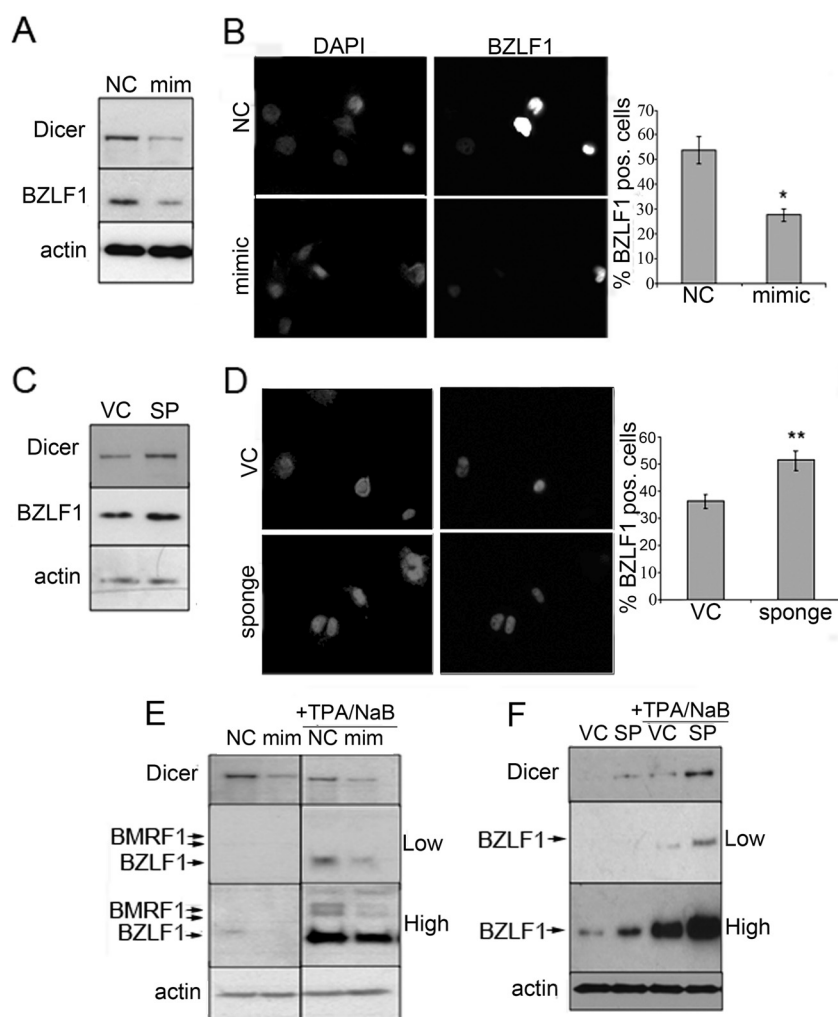 A
NC mim
Dicer
BZLF1
actin
B
DAPI BZLF1
NC
mimic
% BZLF1 pos. cells
70
60
50
40
30
20
10
0
*
NC mimic
C
VC SP
Dicer
BZLF1
actin
D
VC
sponge
% BZLF1 pos. cells
60
50
40
30
20
10
0
**
VC sponge
E
+TPA/NaB
NC mim NC mim
Dicer
BMRF1
BZLF1
Low
BMRF1
BZLF1
High
actin
F
+TPA/NaB
VC SP VC SP
Dicer
BZLF1
Low
BZLF1
High
actin